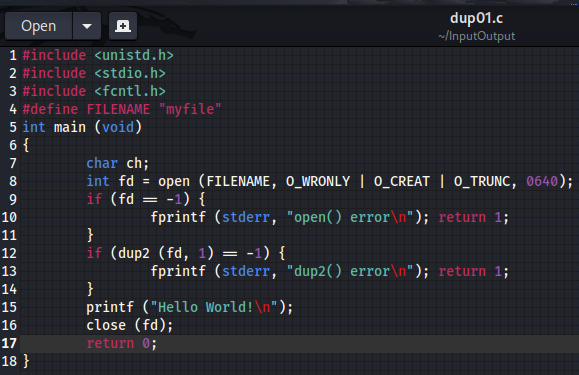 Open
dup01.c
~/InputOutput
1 #include <unistd.h>
2 #include <stdio.h>
3 #include <fcntl.h>
4 #define FILENAME "myfile"
5 int main (void)
6 {
7         char ch;
8         int fd = open (FILENAME, O_WRONLY | O_CREAT | O_TRUNC, 0640);
9         if (fd == -1) {
10                 fprintf (stderr, "open() error\n"); return 1;
11         }
12         if (dup2 (fd, 1) == -1) {
13                 fprintf (stderr, "dup2() error\n"); return 1;
14         }
15         printf ("Hello World!\n");
16         close (fd);
17         return 0;
18 }